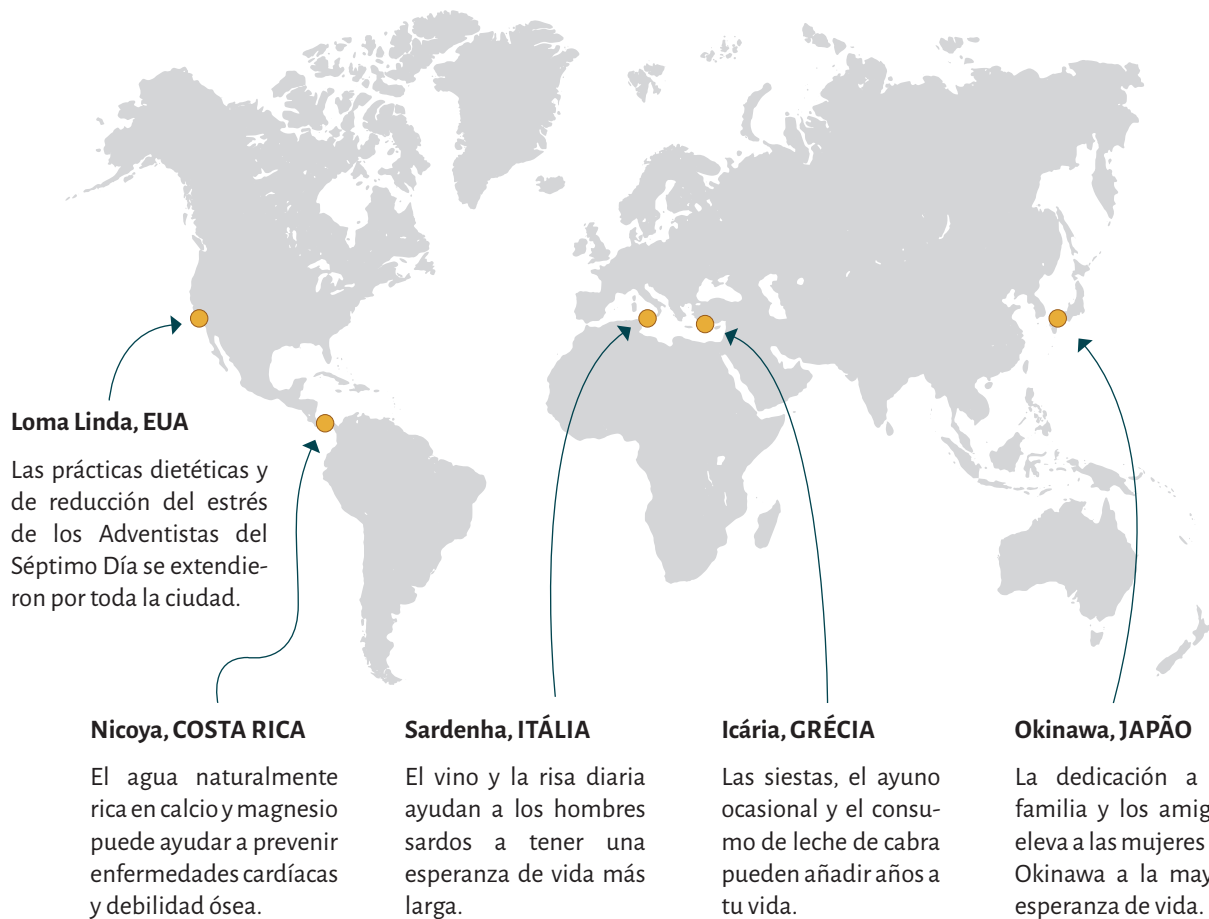 Loma Linda, EUA
Las prácticas dietéticas y
de reducción del estrés
de los Adventistas del
Séptimo Día se extendie-
ron por toda la ciudad.
Nicoya, COSTA RICA
El agua naturalmente
rica en calcio y magnesio
puede ayudar a prevenir
enfermedades cardíacas
y debilidad ósea.
Sardenha, ITÁLIA
El vino y la risa diaria
ayudan a los hombres
sardos a tener una
esperanza de vida más
larga.
Icária, GRÉCIA
Las siestas, el ayuno
ocasional y el consu-
mo de leche de cabra
pueden añadir años a
tu vida.
Okinawa, JAPÃO
La dedicación a
familia y los
eleva a las mujeres
Okinawa a la
esperanza de vida.